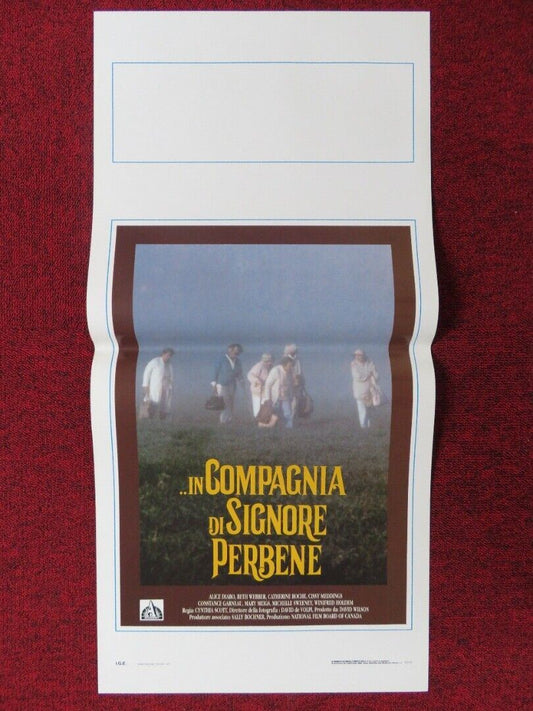 ..IN COMPAGNIA
DI SIGNORE
PERBENE
ALICE DIABO, BETH WEBBER, CATHERINE ROCHE, CISSY MEDDINGS
CONSTANCE GARNEAU, MARY MEIGS, MICHELLE SWEENEY, WINIFRED HOLDEN
Regia: CYNTHIA SCOTT, Direttore della fotografia: DAVID de VOLPI, Prodotto da: DAVID WILSON
Produttore associato: SALLY BOCHNER, Produzione: NATIONAL FILM BOARD OF CANADA
I.G.E.